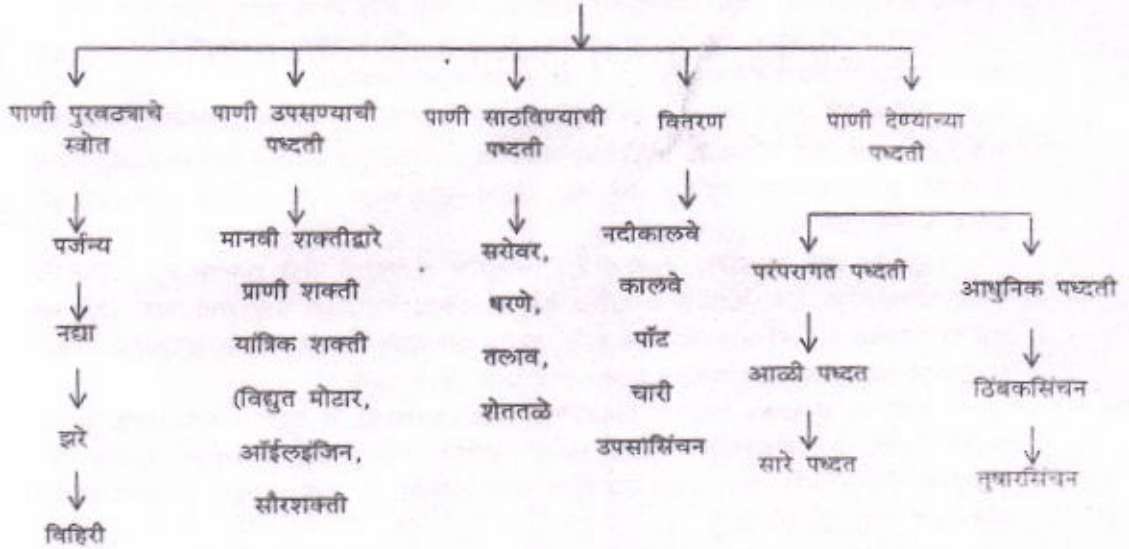 पाणी पुरवठ्याचे
स्त्रोत
पर्जन्य
नद्या
झरे
विहिरी
पाणी उपसण्याची
पध्दती
मानवी शक्तीद्वारे
प्राणी शक्ती
यांत्रिक शक्ती
(विद्युत मोटार,
ऑईलइंजिन,
सौरशक्ती
पाणी साठविण्याची
पध्दती
सरोवर,
धरणे,
तलाव,
शेततळे
वितरण
नदीकालवे
कालवे
पॉट
चारी
उपसासिंचन
पाणी देण्याच्या
पध्दती
परंपरागत पध्दती
आळी पध्दत
सारे पध्दत
आधुनिक पध्दती
ठिंबकसिंचन
तुषारसिंचन